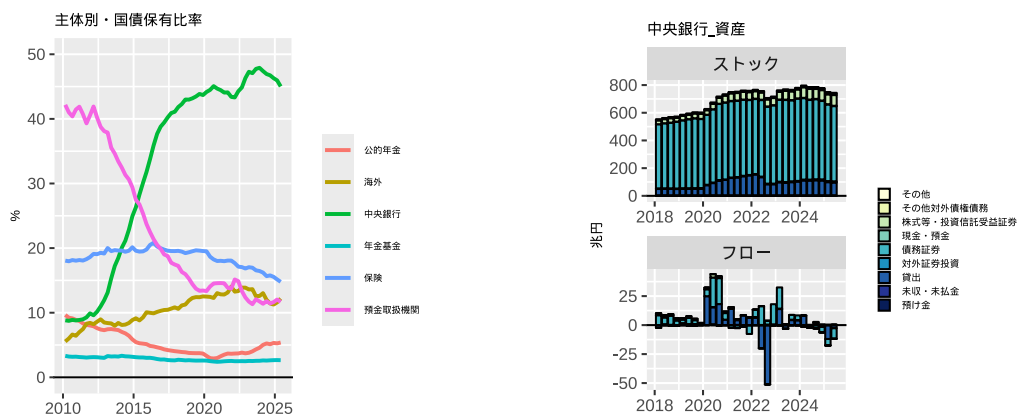 主体別・国債保有比率
50
40
30
20
10
0
%
2010 2015 2020 2025
公的年金
海外
中央銀行
年金基金
保険
預金取扱機関
中央銀行_資産
ストック
800
600
400
200
0
2018 2020 2022 2024
兆円
フロー
25
0
-25
-50
2018 2020 2022 2024
その他
その他対外債権債務
株式等・投資信託受益証券
現金・預金
債務証券
対外証券投資
貸出
未収・未払金
預け金